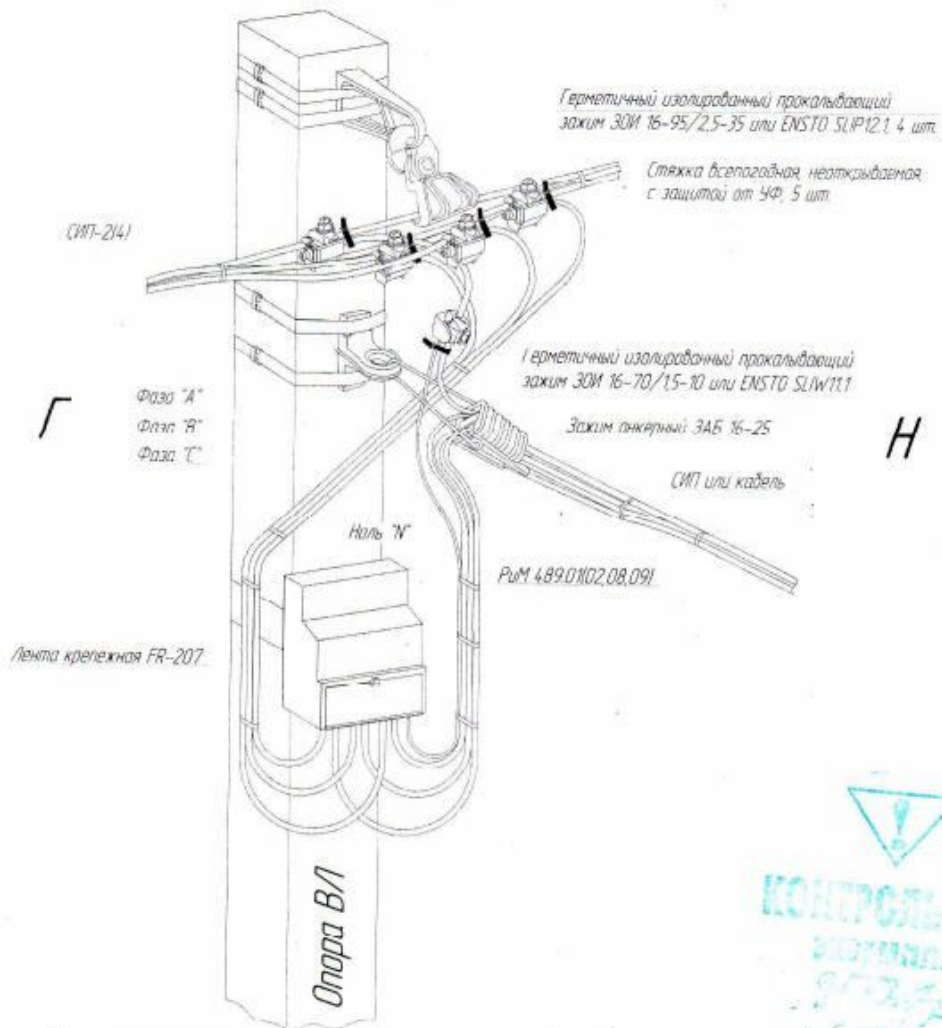 Герметичный изолированный прокалывающий
зажим ЗОИ 16-95/2,5-35 или ENSTO SLIP12.1, 4 шт.
Стяжка всепогодная, неоткрываемая,
с защитой от УФ, 5 шт.
СИП-2(4)
Герметичный изолированный прокалывающий
зажим ЗОИ 16-70/1,5-10 или ENSTO SLIW11.1
Г
Фаза "А"
Фаза "В"
Фаза "С"
Зажим анкерный ЗАБ 16-25
Н
СИП или кабель
Ноль "N"
РиМ 489.01(02,08,09)
Лента крепежная FR-207
Опора ВЛ
КОНТРОЛЬ